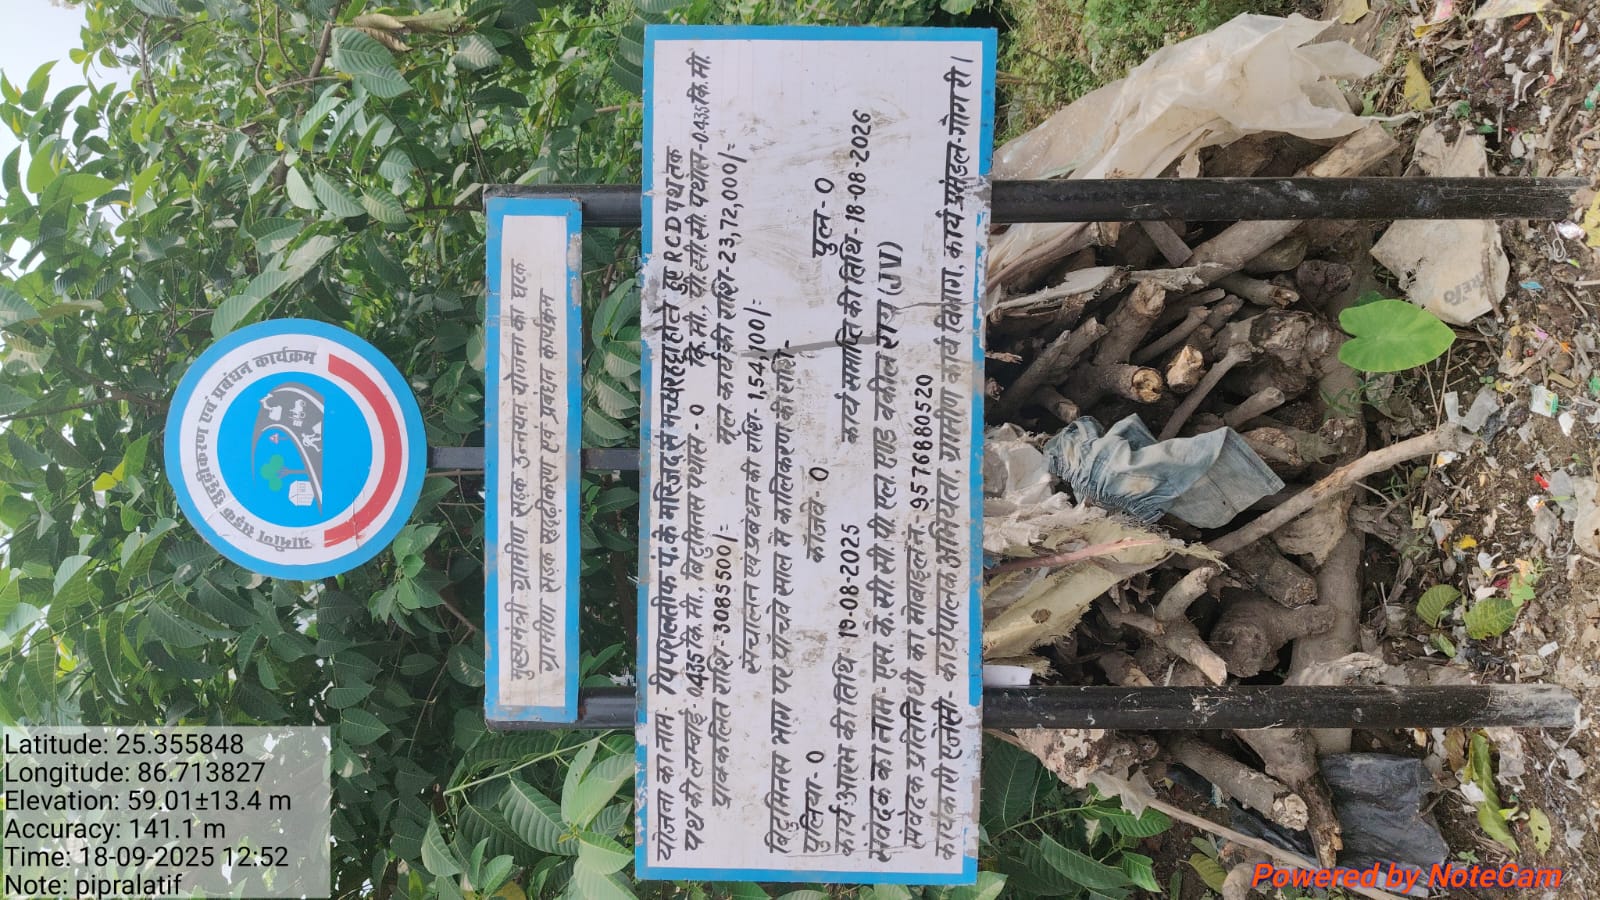 ग्रामीण सड़क सुदृढ़ीकरण एवं प्रबंधन कार्यक्रम
मुख्यमंत्री ग्रामीण सड़क उन्नयन योजना का घटक
ग्रामीण सड़क सुदृढ़ीकरण एवं प्रबंधन कार्यक्रम
योजना का नाम- पिपरालतीफ पं.के मस्जिद से मच्छरहट्टा होते हुए RCD पथ तक
पथ की लम्बाई- 0.435 कि.मी., बिटुमिनस पथांस - 0 कि.मी., पी.सी.सी. पथांस- 0.435 कि.मी.
प्राक्कलित राशि- 3085500/= मूल कार्य की राशि- 23,72,000/=
संचालन एवं प्रबंधन की राशि- 1,54,100/=
बिटुमिनस भाग पर पाँचवे साल में कालिकरण की राशि-
पुलिया- 0 कॉजवे- 0 पुल- 0
कार्य आरम्भ की तिथि- 19-08-2025 कार्य समाप्ति की तिथि- 18-08-2026
संवेदक का नाम- एस.के.सी.सी.पी.एल. एण्ड वकील राय (JV)
संवेदक प्रतिनिधी का मोबाइल नं.- 9576880520
कार्यकारी एजेंसी- कार्यपालक अभियंता, ग्रामीण कार्य विभाग, कार्य प्रमंडल-गोगरी।
Latitude: 25.355848
Longitude: 86.713827
Elevation: 59.01±13.4 m
Accuracy: 141.1 m
Time: 18-09-2025 12:52
Note: pipralatif
Powered by NoteCam